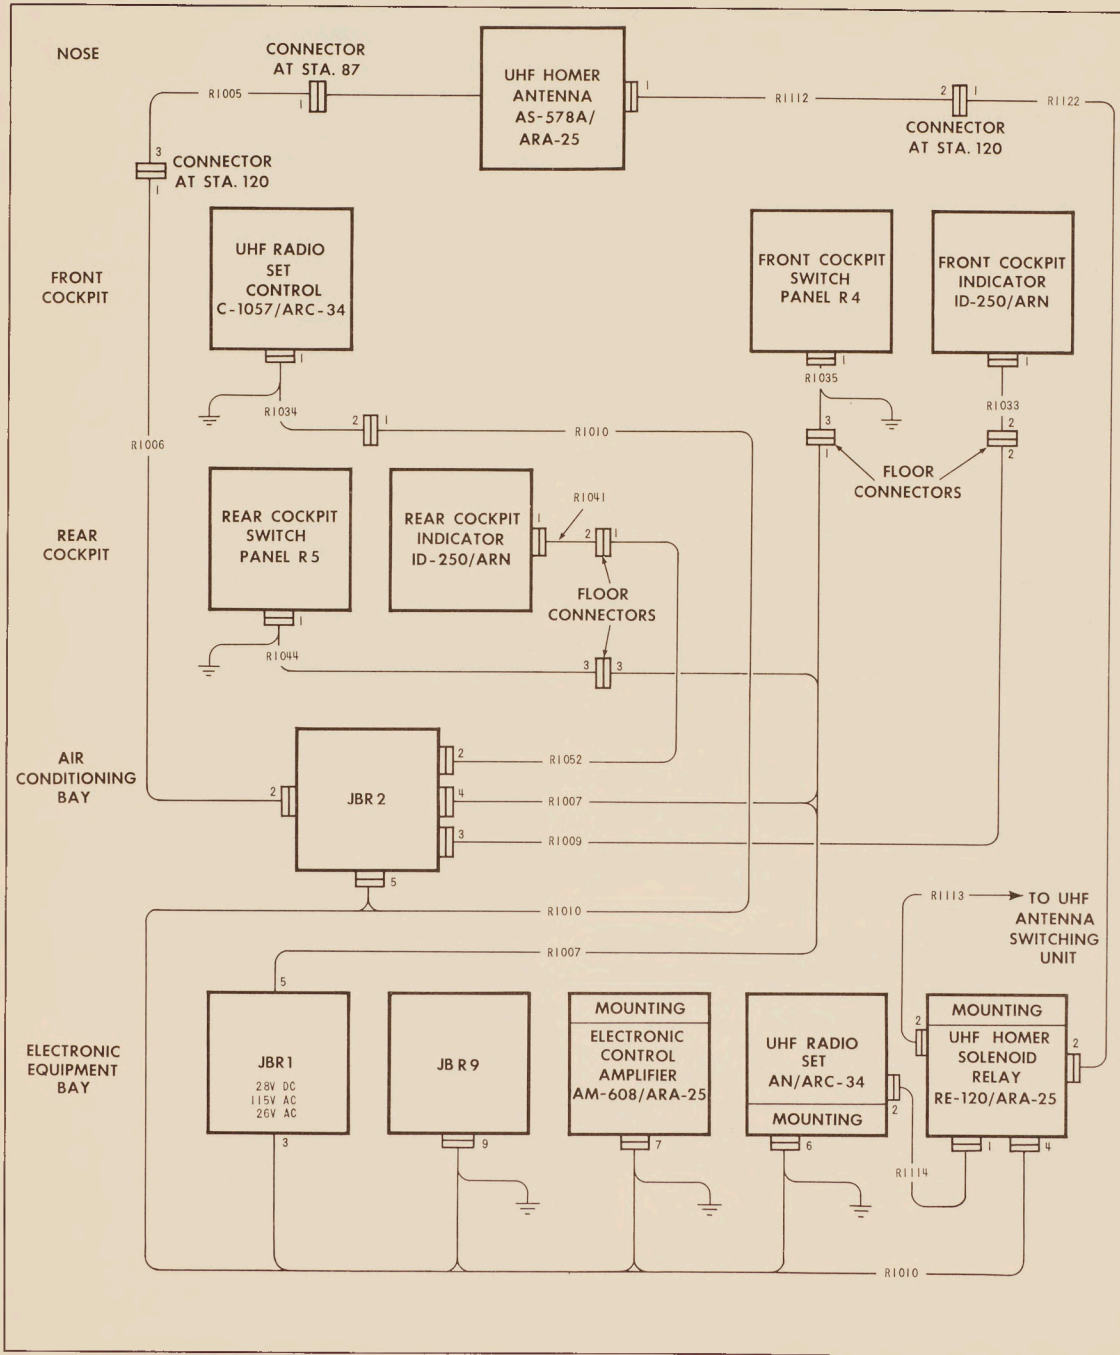 NOSE
CONNECTOR
AT STA. 87
UHF HOMER
ANTENNA
AS-578A/
ARA-25
1
R1005
1
R1112
2
1
R1122
CONNECTOR
AT STA. 120
3
1
CONNECTOR
AT STA. 120
FRONT
COCKPIT
UHF RADIO
SET
CONTROL
C-1057/ARC-34
1
FRONT COCKPIT
SWITCH
PANEL R4
1
FRONT COCKPIT
INDICATOR
ID-250/ARN
1
R1035
R1033
R1034
2
1
R1010
3
1
2
2
FLOOR
CONNECTORS
R1006
REAR
COCKPIT
REAR COCKPIT
SWITCH
PANEL R5
1
REAR COCKPIT
INDICATOR
ID-250/ARN
1
R1041
2
1
FLOOR
CONNECTORS
R1044
3
3
AIR
CONDITIONING
BAY
2
JBR2
2
R1052
4
R1007
3
R1009
5
R1010
R1007
R1113
TO UHF
ANTENNA
SWITCHING
UNIT
ELECTRONIC
EQUIPMENT
BAY
5
JBR1
28V DC
115V AC
26V AC
3
JBR9
9
MOUNTING
ELECTRONIC
CONTROL
AMPLIFIER
AM-608/ARA-25
7
UHF RADIO
SET
AN/ARC-34
MOUNTING
2
6
2
MOUNTING
UHF HOMER
SOLENOID
RELAY
RE-120/ARA-25
2
1
4
R1114
R1010